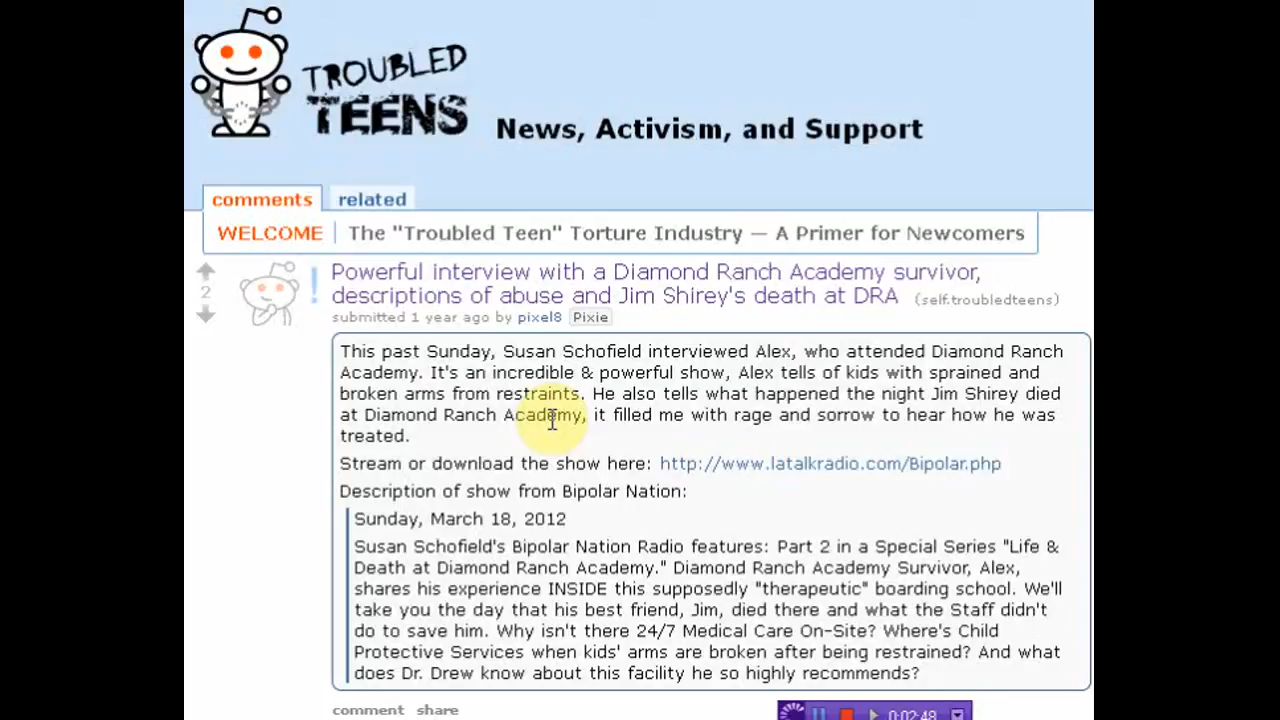 TROUBLED
TEENS
News, Activism, and Support
comments related
WELCOME The "Troubled Teen" Torture Industry — A Primer for Newcomers
Powerful interview with a Diamond Ranch Academy survivor,
2
descriptions of abuse and Jim Shirey's death at DRA (self.troubledteens)
submitted 1 year ago by pixel8 Pixie
This past Sunday, Susan Schofield interviewed Alex, who attended Diamond Ranch
Academy. It's an incredible & powerful show, Alex tells of kids with sprained and
broken arms from restraints. He also tells what happened the night Jim Shirey died
at Diamond Ranch Academy, it filled me with rage and sorrow to hear how he was
treated.
Stream or download the show here: http://www.latalkradio.com/Bipolar.php
Description of show from Bipolar Nation:
Sunday, March 18, 2012
Susan Schofield's Bipolar Nation Radio features: Part 2 in a Special Series "Life &
Death at Diamond Ranch Academy." Diamond Ranch Academy Survivor, Alex,
shares his experience INSIDE this supposedly "therapeutic" boarding school. We'll
take you the day that his best friend, Jim, died there and what the Staff didn't
do to save him. Why isn't there 24/7 Medical Care On-Site? Where's Child
Protective Services when kids' arms are broken after being restrained? And what
does Dr. Drew know about this facility he so highly recommends?
comment share
0:02:48